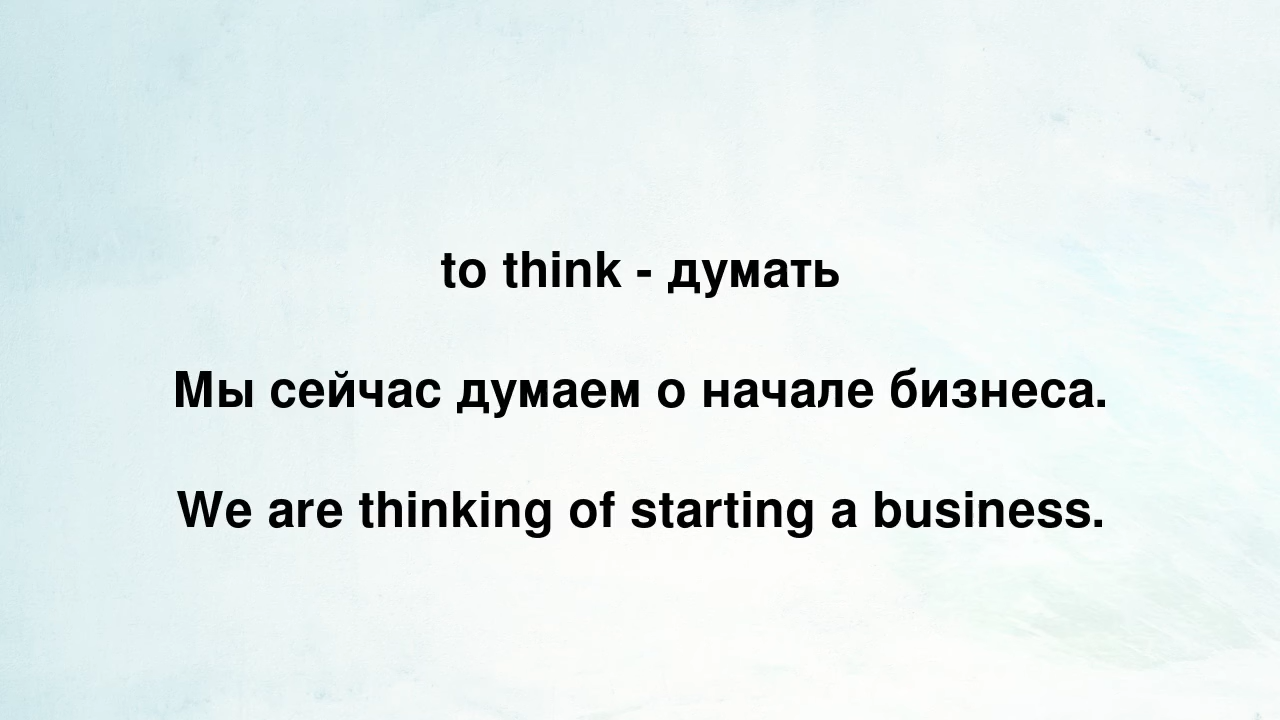 to think - думать
Мы сейчас думаем о начале бизнеса.
We are thinking of starting a business.